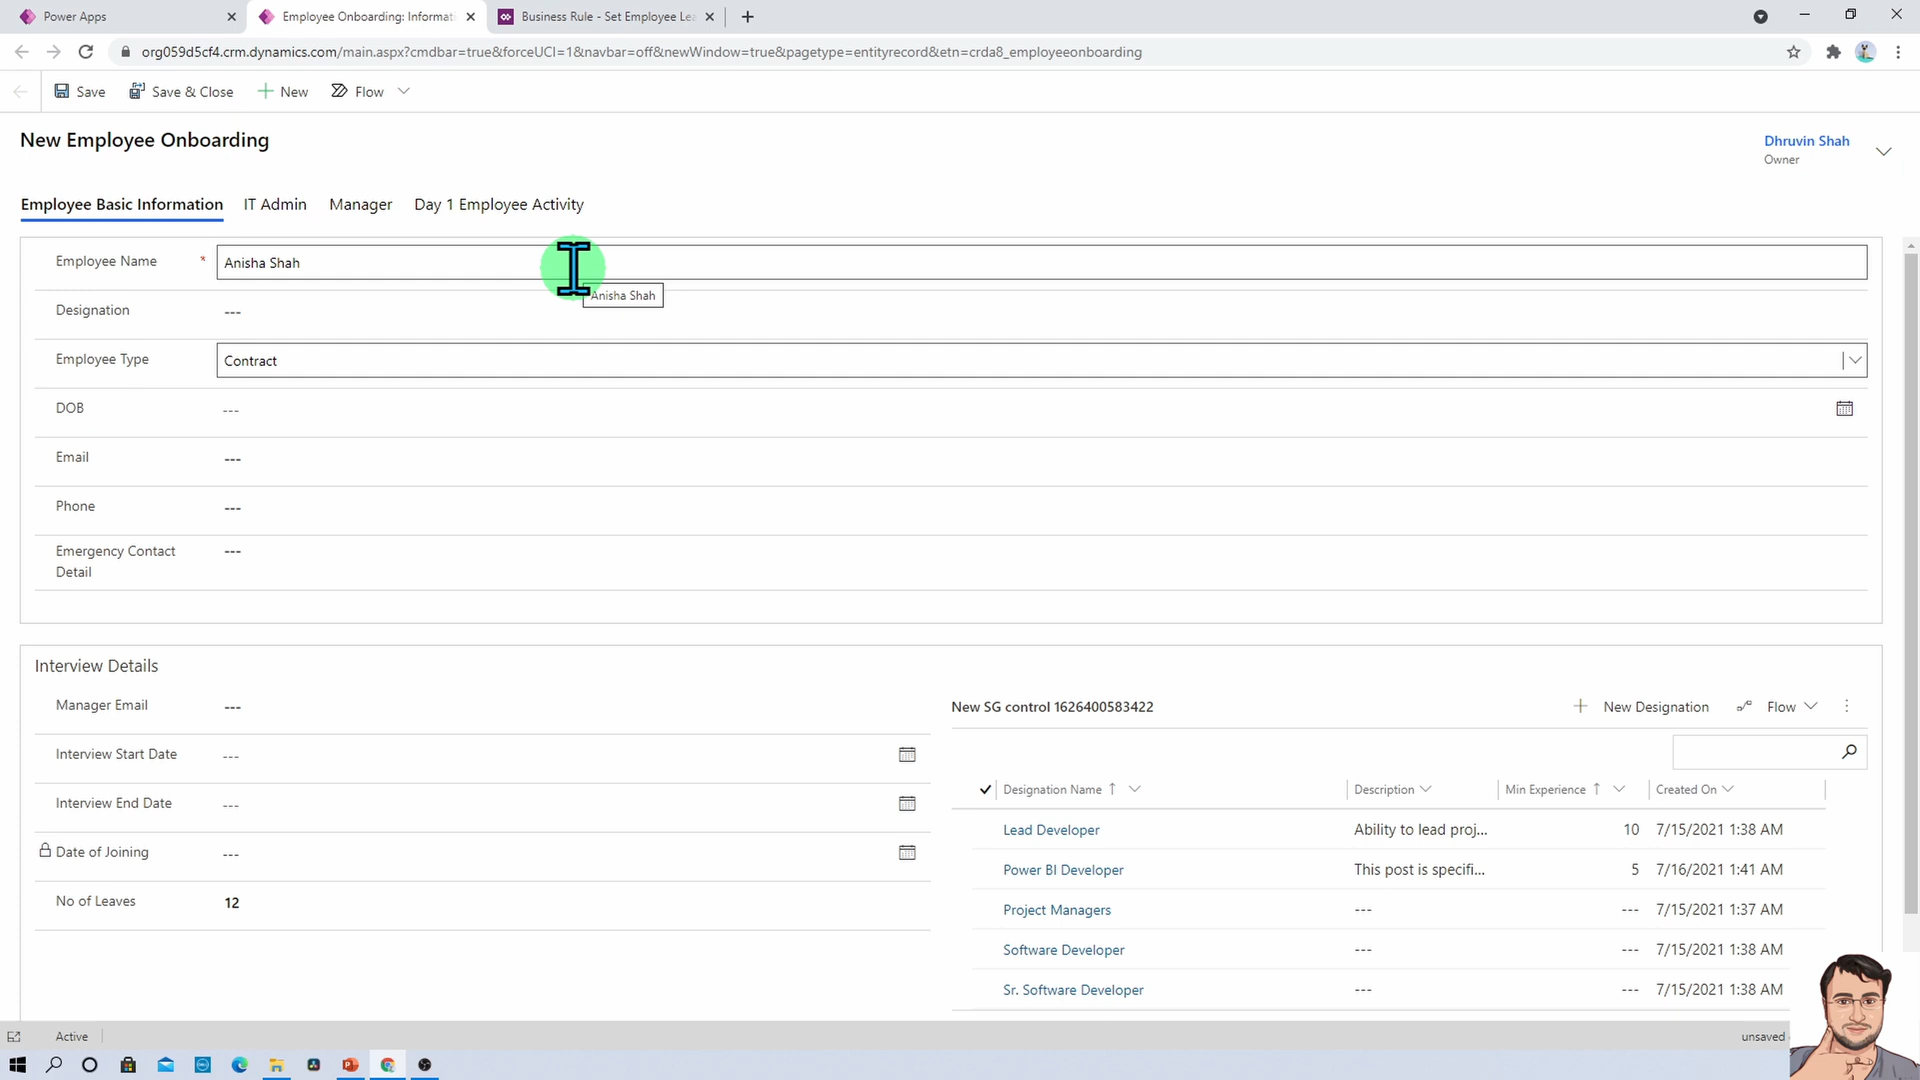 Power Apps
Employee Onboarding: Informat
Business Rule - Set Employee Lea
org059d5cf4.crm.dynamics.com/main.aspx?cmdbar=true&forceUCI=1&navbar=off&newWindow=true&pagetype=entityrecord&etn=crda8_employeeonboarding
Save
Save & Close
New
Flow
New Employee Onboarding
Dhruvin Shah
Owner
Employee Basic Information
IT Admin
Manager
Day 1 Employee Activity
Employee Name * Anisha Shah
Anisha Shah
Designation ---
Employee Type Contract
DOB ---
Email ---
Phone ---
Emergency Contact ---
Detail
Interview Details
Manager Email ---
Interview Start Date ---
Interview End Date ---
Date of Joining ---
No of Leaves 12
New SG control 1626400583422
New Designation
Flow
Designation Name Description Min Experience Created On
Lead Developer Ability to lead proj... 10 7/15/2021 1:38 AM
Power BI Developer This post is specifi... 5 7/16/2021 1:41 AM
Project Managers --- --- 7/15/2021 1:37 AM
Software Developer --- --- 7/15/2021 1:38 AM
Sr. Software Developer --- --- 7/15/2021 1:38 AM
Active
unsaved